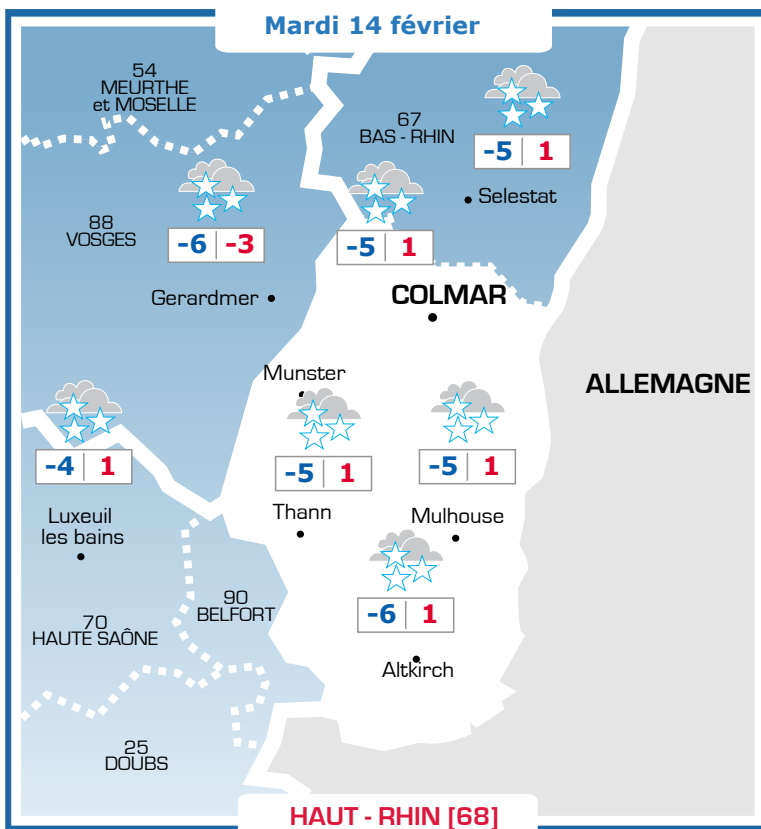 Mardi 14 février
54
MEURTHE
et MOSELLE
67
BAS - RHIN
-5 1
Selestat
88
VOSGES
-6 -3
-5 1
Gerardmer
COLMAR
Munster
ALLEMAGNE
-4 1
-5 1
-5 1
Luxeuil
les bains
Thann
Mulhouse
90
BELFORT
-6 1
70
HAUTE SAÔNE
Altkirch
25
DOUBS
HAUT - RHIN [68]